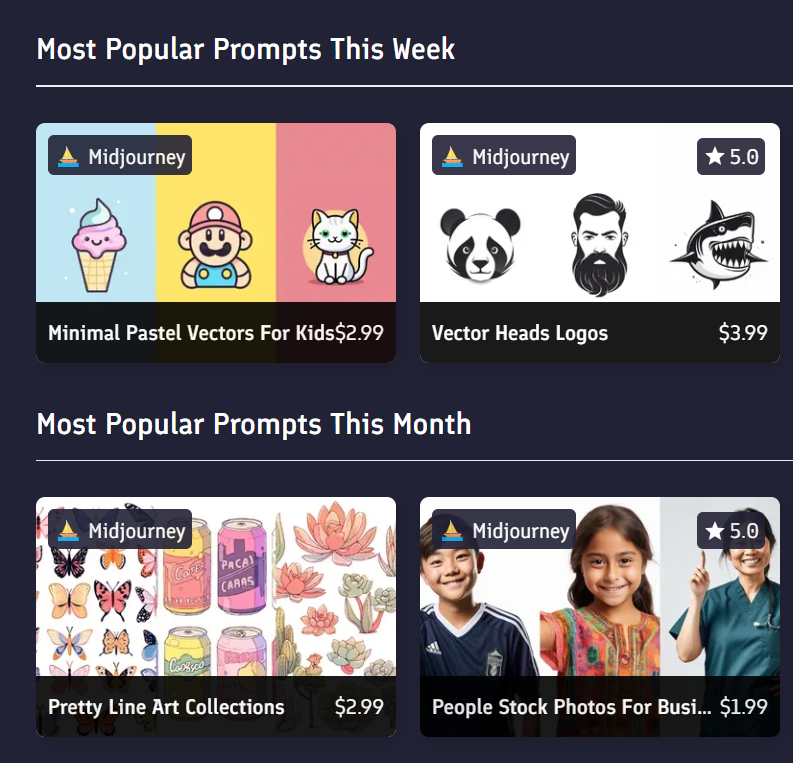 Most Popular Prompts This Week
Midjourney
Midjourney
5.0
Minimal Pastel Vectors For Kids$2.99
Vector Heads Logos $3.99
Most Popular Prompts This Month
Midjourney
Midjourney
5.0
PACAI
CARAS
Pretty Line Art Collections $2.99
People Stock Photos For Busi... $1.99